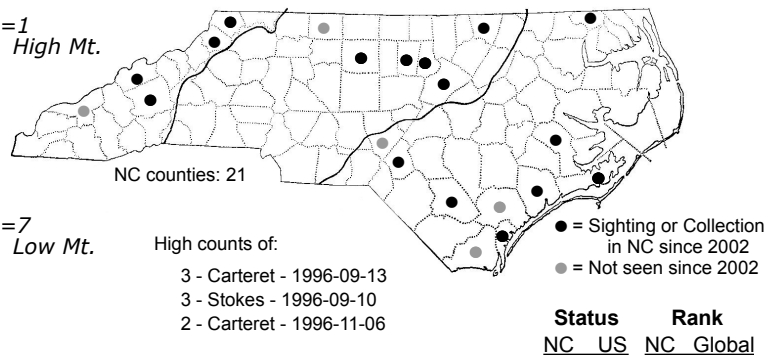 =1
High Mt.
NC counties: 21
=7
Low Mt.
High counts of:
3 - Carteret - 1996-09-13
3 - Stokes - 1996-09-10
2 - Carteret - 1996-11-06
= Sighting or Collection
in NC since 2002
= Not seen since 2002
Status Rank
NC US NC Global